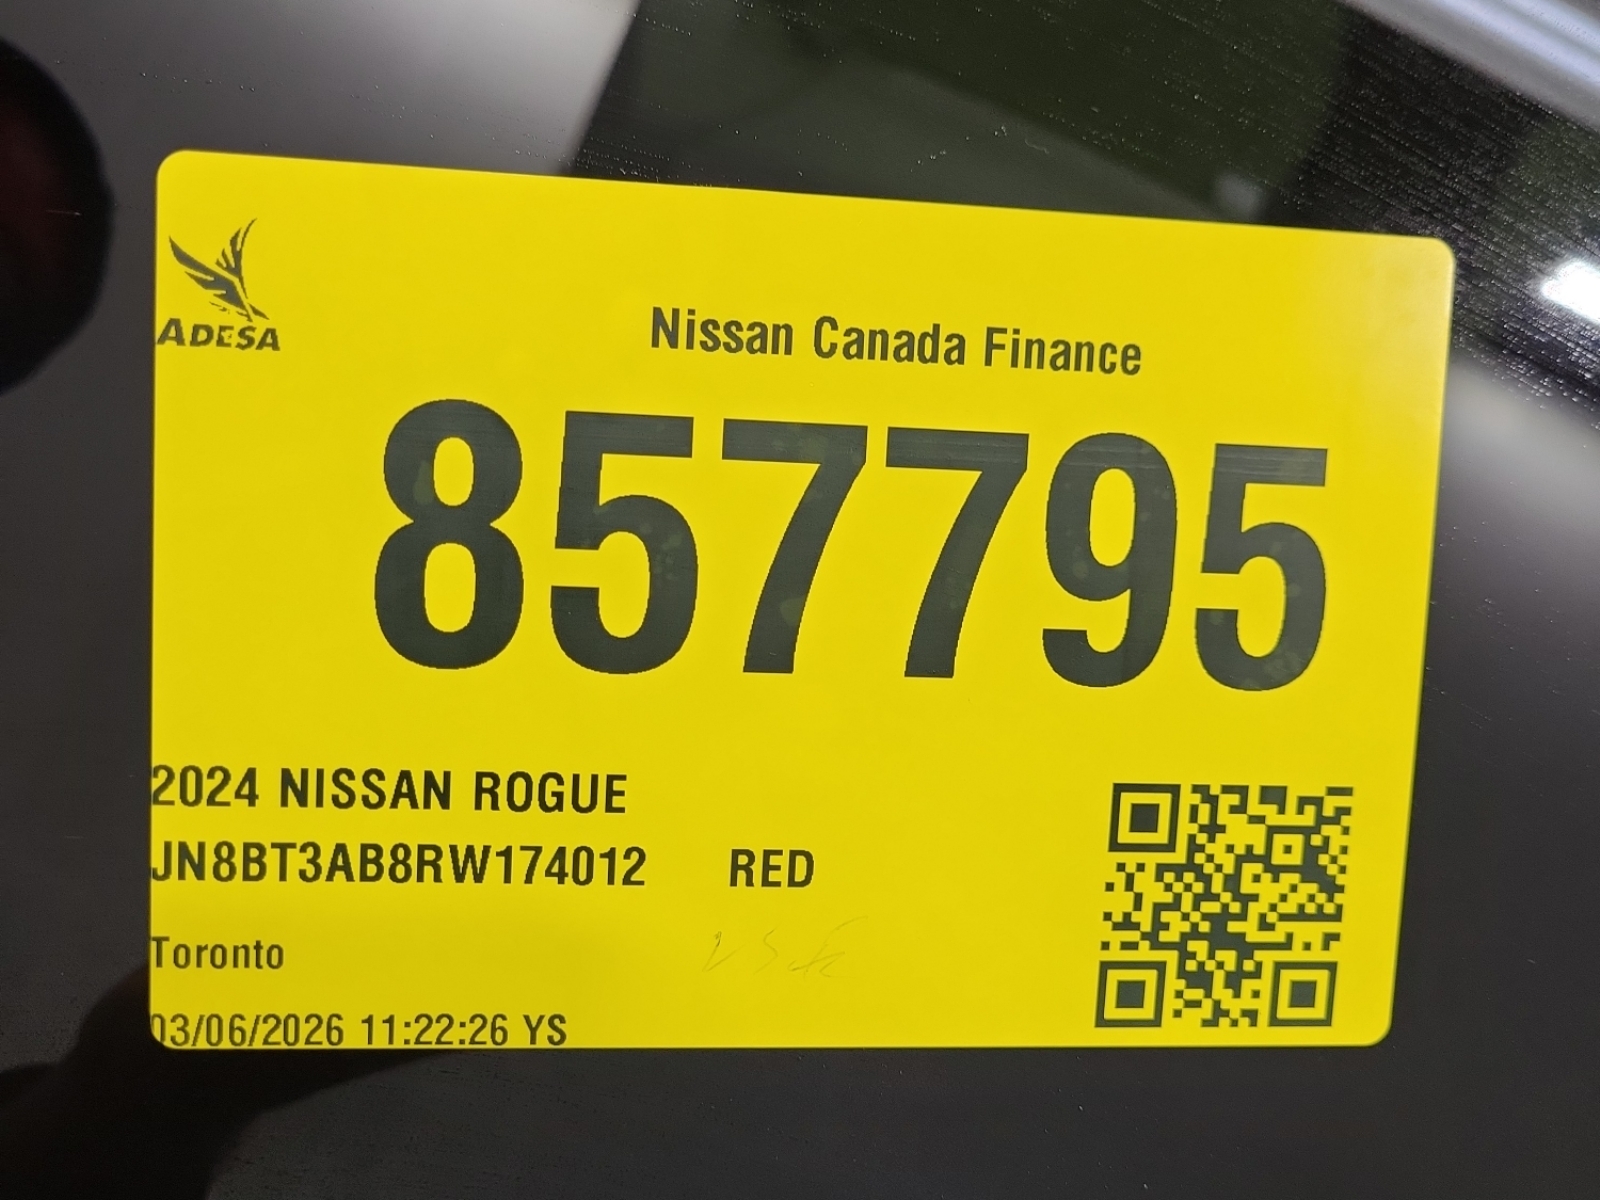 ADESA
Nissan Canada Finance
857795
2024 NISSAN ROGUE
JN8BT3AB8RW174012 RED
Toronto
03/06/2026 11:22:26 YS